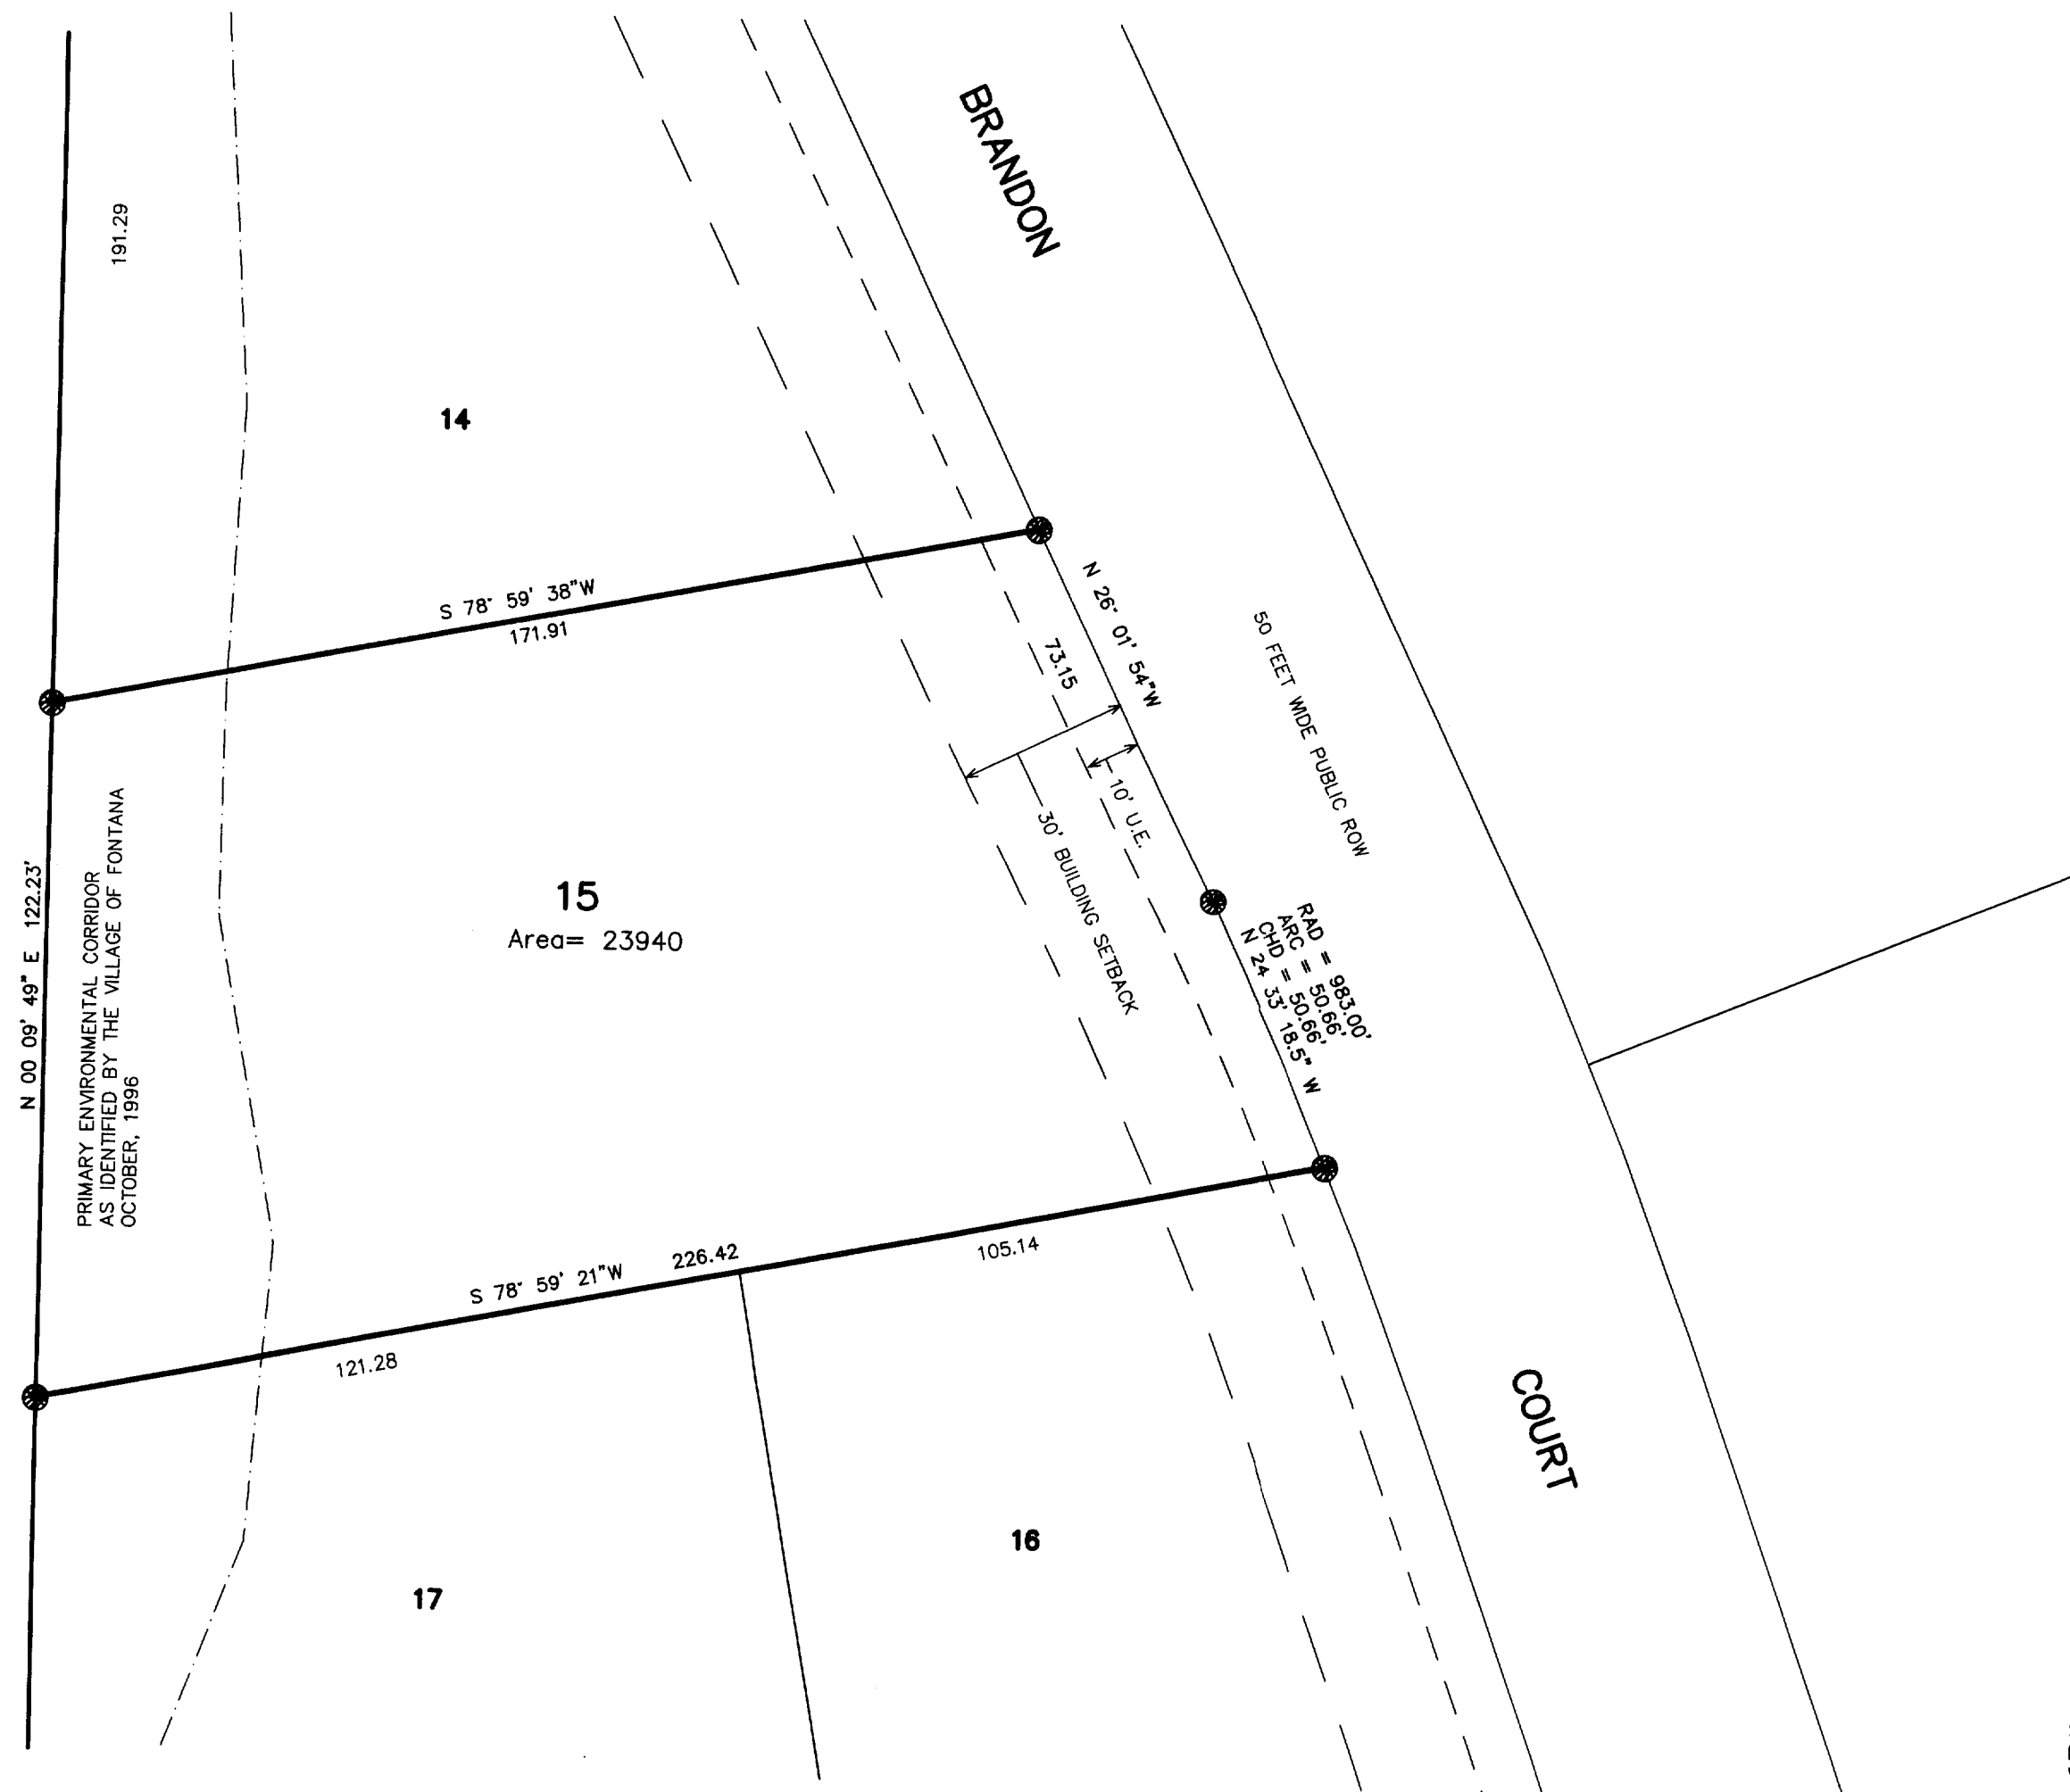 BRANDON
191.29
14
S 78° 59' 38"W
171.91
N 26° 01' 54"W
73.15
50 FEET WIDE PUBLIC ROW
10' U.E.
30' BUILDING SETBACK
N 00 09' 49" E 122.23'
PRIMARY ENVIRONMENTAL CORRIDOR
AS IDENTIFIED BY THE VILLAGE OF FONTANA
OCTOBER, 1996
15
Area= 23940
RAD = 983.00'
ARC = 50.66'
CHD = 50.66'
N 24 33' 18.5" W
S 78° 59' 21"W 226.42
105.14
121.28
COURT
16
17